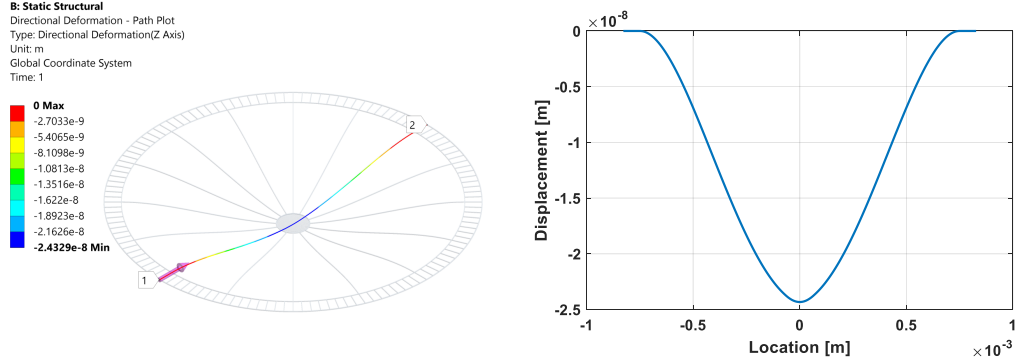 B: Static Structural
Directional Deformation - Path Plot
Type: Directional Deformation(Z Axis)
Unit: m
Global Coordinate System
Time: 1
0 Max
-2.7033e-9
-5.4065e-9
-8.1098e-9
-1.0813e-8
-1.3516e-8
-1.622e-8
-1.8923e-8
-2.1626e-8
-2.4329e-8 Min
1
2
×10⁻⁸
0
-0.5
-1
-1.5
-2
-2.5
Displacement [m]
-1
-0.5
0
0.5
1
Location [m]
×10⁻³